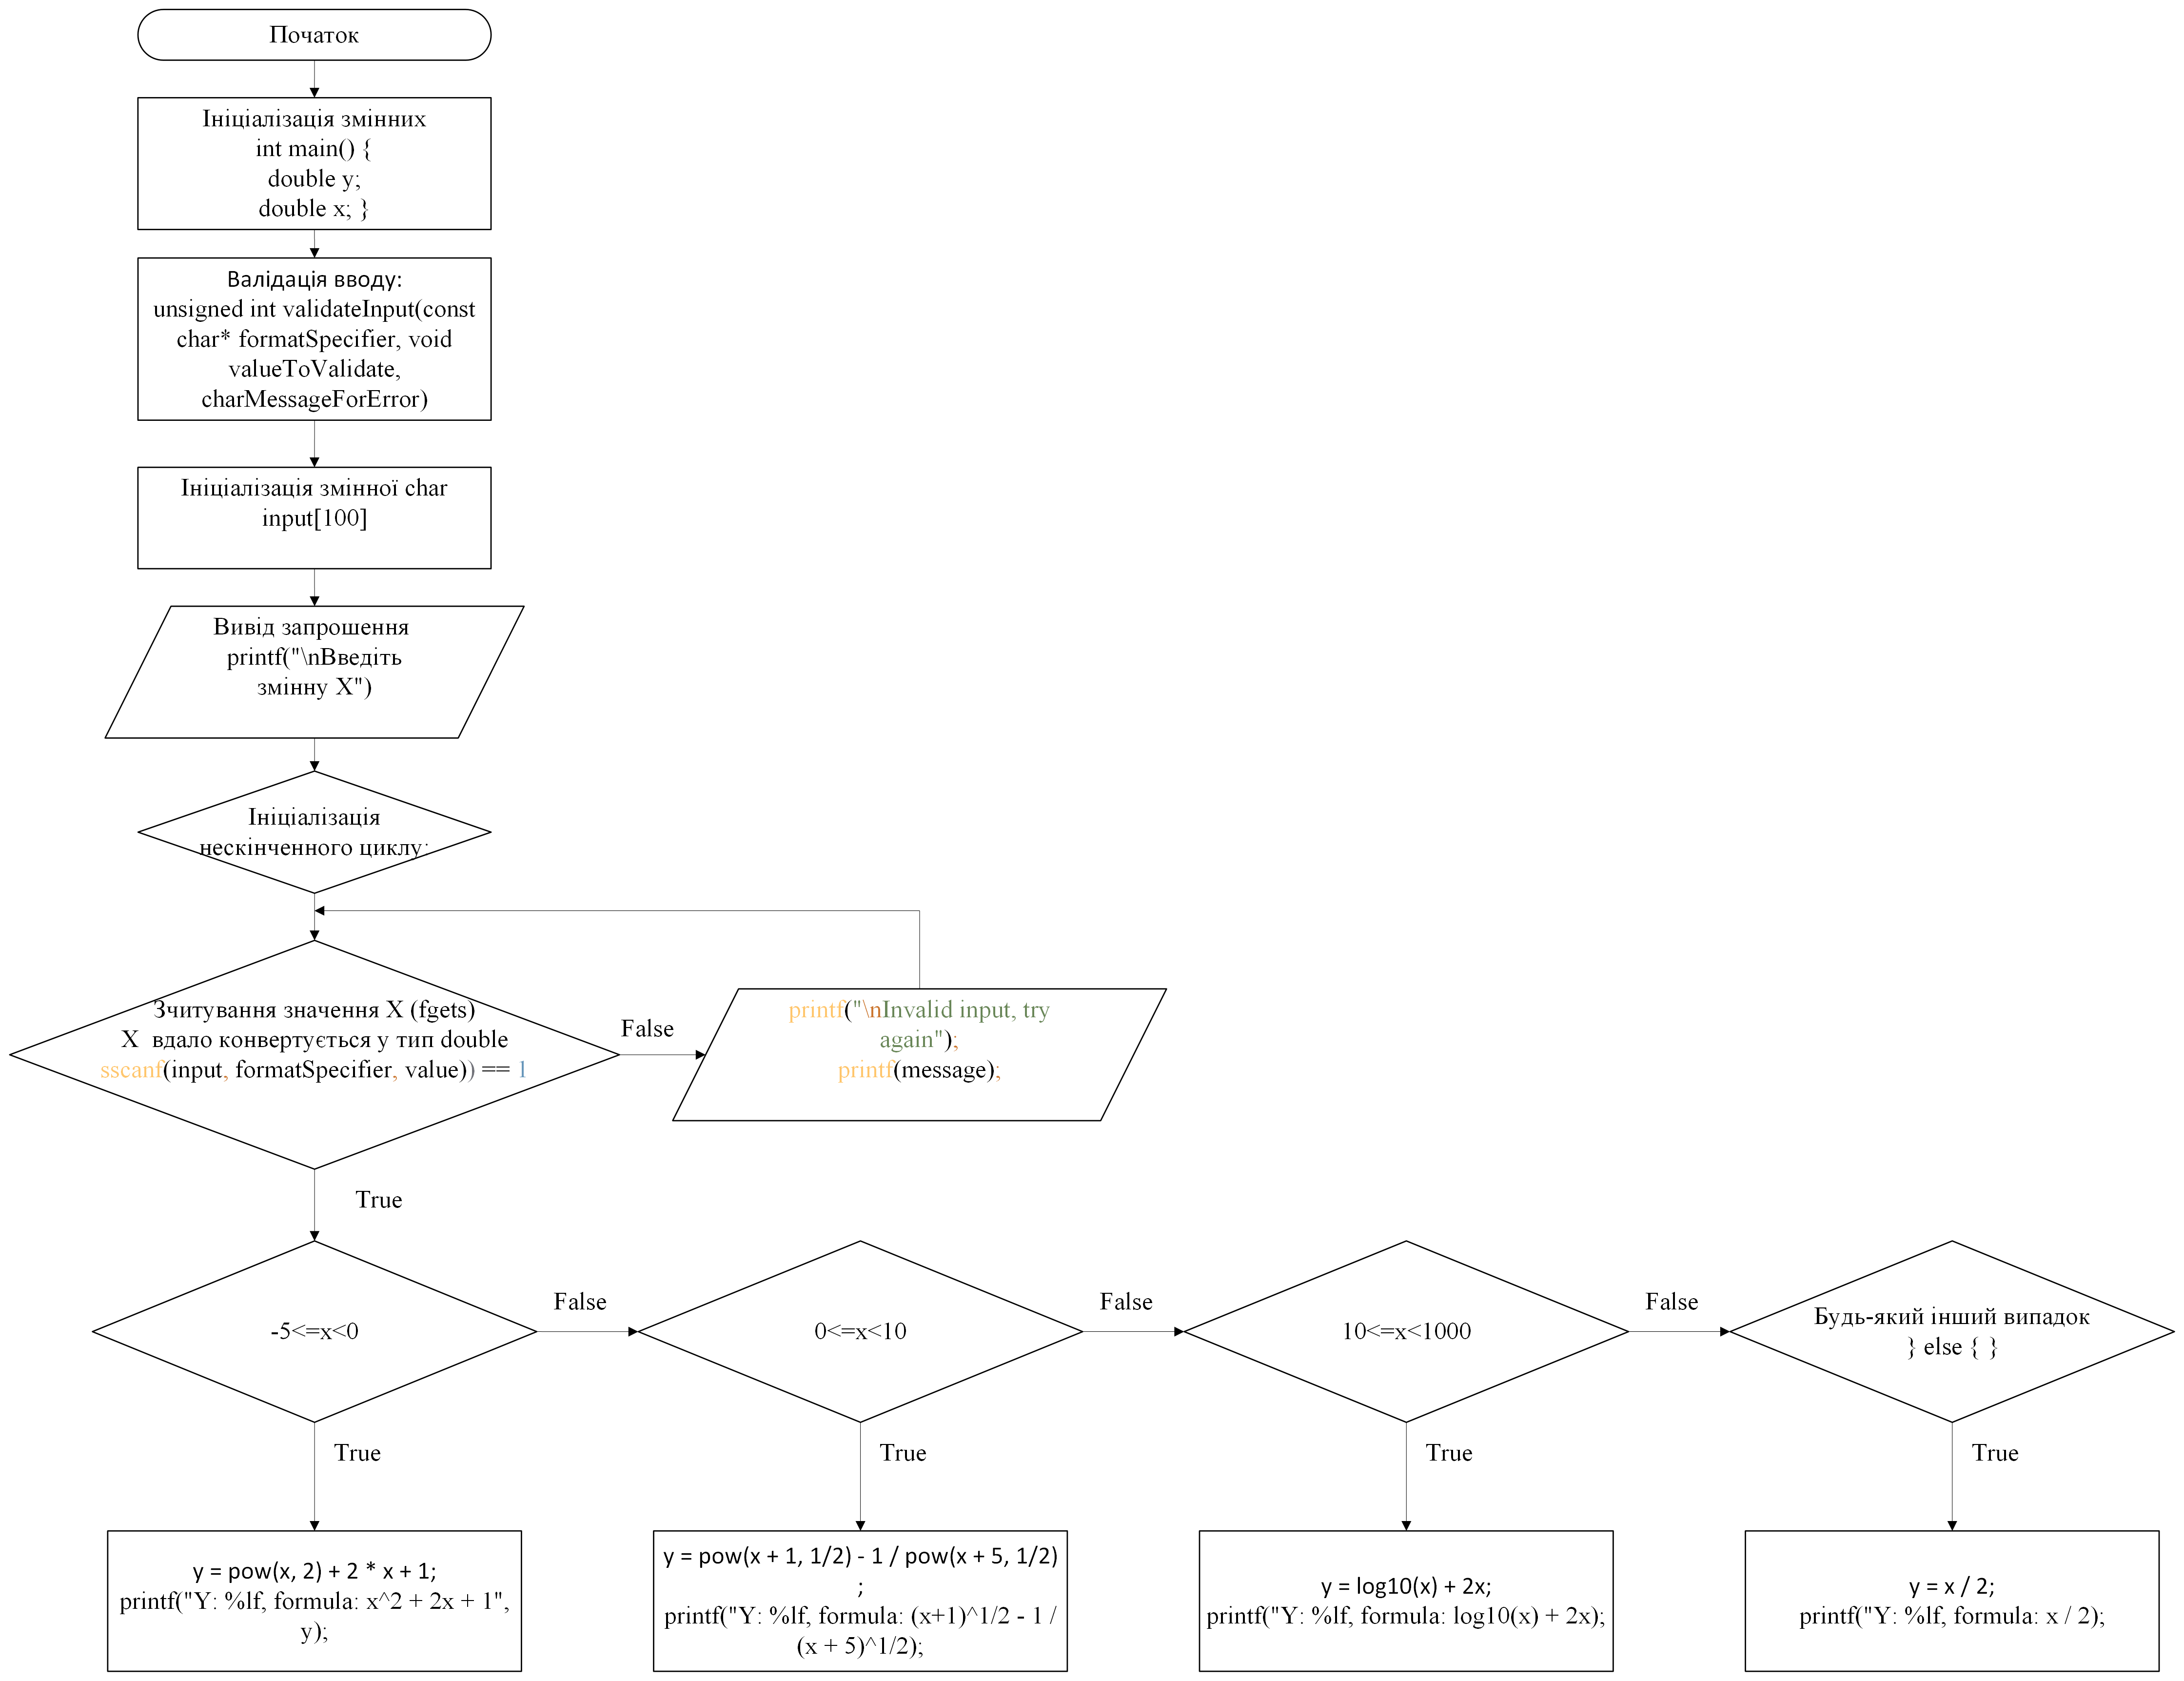 Початок
Ініціалізація змінних
int main() {
double y;
double x; }
Валідація вводу:
unsigned int validateInput(const
char* formatSpecifier, void
valueToValidate,
charMessageForError)
Ініціалізація змінної char
input[100]
Вивід запрошення
printf("\nВведіть
змінну X")
Ініціалізація
нескінченного циклу:
Зчитування значення X (fgets)
X  вдало конвертується у тип double
sscanf(input, formatSpecifier, value)) == 1
False
printf("\nInvalid input, try
again");
printf(message);
True
-5<=x<0
False
0<=x<10
False
10<=x<1000
False
Будь-який інший випадок
} else { }
True
True
True
True
y = pow(x, 2) + 2 * x + 1;
printf("Y: %lf, formula: x^2 + 2x + 1",
y);
y = pow(x + 1, 1/2) - 1 / pow(x + 5, 1/2)
;
printf("Y: %lf, formula: (x+1)^1/2 - 1 /
(x + 5)^1/2);
y = log10(x) + 2x;
printf("Y: %lf, formula: log10(x) + 2x);
y = x / 2;
printf("Y: %lf, formula: x / 2);